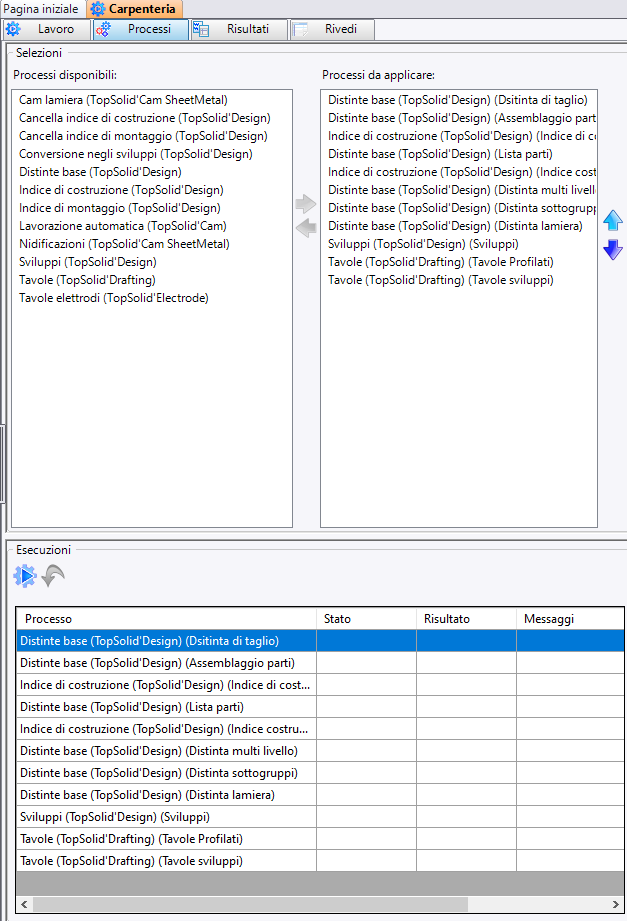 Pagina iniziale
Carpenteria
Lavoro
Processi
Risultati
Rivedi
Selezioni
Processi disponibili:
Cam lamiera (TopSolid'Cam SheetMetal)
Cancella indice di costruzione (TopSolid'Design)
Cancella indice di montaggio (TopSolid'Design)
Conversione negli sviluppi (TopSolid'Design)
Distinte base (TopSolid'Design)
Indice di costruzione (TopSolid'Design)
Indice di montaggio (TopSolid'Design)
Lavorazione automatica (TopSolid'Cam)
Nidificazioni (TopSolid'Cam SheetMetal)
Sviluppi (TopSolid'Design)
Tavole (TopSolid'Drafting)
Tavole elettrodi (TopSolid'Electrode)
Processi da applicare:
Distinte base (TopSolid'Design) (Dsitinta di taglio)
Distinte base (TopSolid'Design) (Assemblaggio part
Indice di costruzione (TopSolid'Design) (Indice di c
Distinte base (TopSolid'Design) (Lista parti)
Indice di costruzione (TopSolid'Design) (Indice cost
Distinte base (TopSolid'Design) (Distinta multi livell
Distinte base (TopSolid'Design) (Distinta sottogrupp
Distinte base (TopSolid'Design) (Distinta lamiera)
Sviluppi (TopSolid'Design) (Sviluppi)
Tavole (TopSolid'Drafting) (Tavole Profilati)
Tavole (TopSolid'Drafting) (Tavole sviluppi)
Esecuzioni
Processo Stato Risultato Messaggi
Distinte base (TopSolid'Design) (Dsitinta di taglio)
Distinte base (TopSolid'Design) (Assemblaggio parti)
Indice di costruzione (TopSolid'Design) (Indice di cost...
Distinte base (TopSolid'Design) (Lista parti)
Indice di costruzione (TopSolid'Design) (Indice costru...
Distinte base (TopSolid'Design) (Distinta multi livello)
Distinte base (TopSolid'Design) (Distinta sottogruppi)
Distinte base (TopSolid'Design) (Distinta lamiera)
Sviluppi (TopSolid'Design) (Sviluppi)
Tavole (TopSolid'Drafting) (Tavole Profilati)
Tavole (TopSolid'Drafting) (Tavole sviluppi)